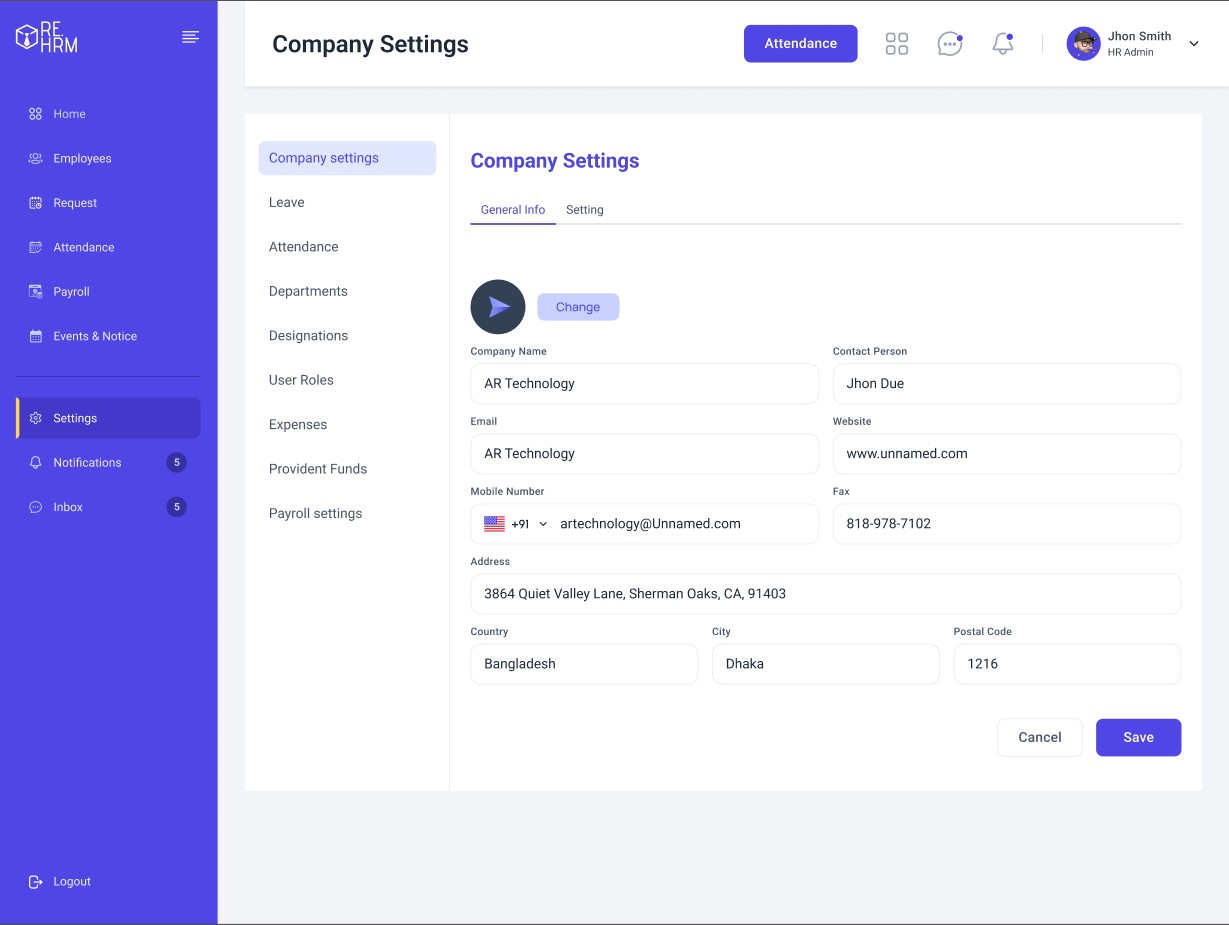 RE.
HRM
Home
Employees
Request
Attendance
Payroll
Events & Notice
Settings
Notifications 5
Inbox 5
Logout
Company Settings
Attendance
Jhon Smith
HR Admin
Company settings
Leave
Attendance
Departments
Designations
User Roles
Expenses
Provident Funds
Payroll settings
Company Settings
General Info Setting
Change
Company Name Contact Person
AR Technology Jhon Due
Email Website
AR Technology www.unnamed.com
Mobile Number Fax
+91 artechnology@Unnamed.com 818-978-7102
Address
3864 Quiet Valley Lane, Sherman Oaks, CA, 91403
Country City Postal Code
Bangladesh Dhaka 1216
Cancel Save